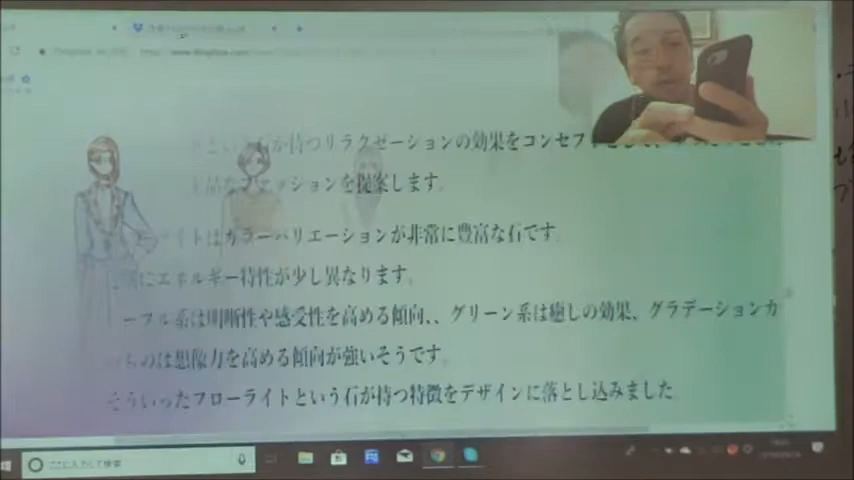 という石が持つリラクゼーションの効果をコンセプトとして、
上品なファッションを提案します。
イトはカラーバリエーションが非常に豊富な石です。
にエネルギー特性が少し異なります。
ープル系は明晰性や感受性を高める傾向、、グリーン系は癒しの効果、グラデーションカ
ものは想像力を高める傾向が強いそうです。
そういったフローライトという石が持つ特徴をデザインに落とし込みました
ここに入力して検索